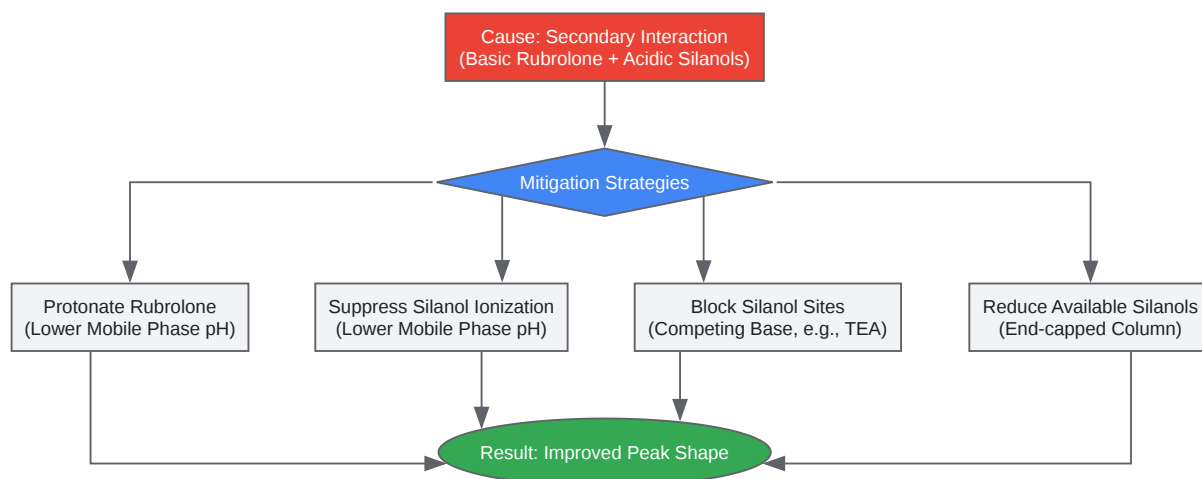 Cause: Secondary Interaction
(Basic Rubrolone + Acidic Silanols)
Mitigation Strategies
Protonate Rubrolone
(Lower Mobile Phase pH)
Suppress Silanol Ionization
(Lower Mobile Phase pH)
Block Silanol Sites
(Competing Base, e.g., TEA)
Reduce Available Silanols
(End-capped Column)
Result: Improved Peak Shape